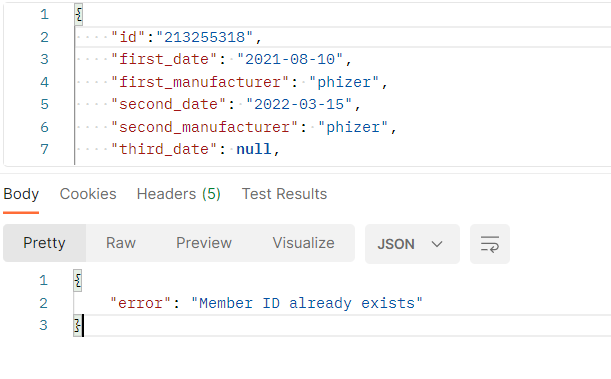 1 {
2 "id":"213255318",
3 "first_date": "2021-08-10",
4 "first_manufacturer": "phizer",
5 "second_date": "2022-03-15",
6 "second_manufacturer": "phizer",
7 "third_date": null,
Body Cookies Headers (5) Test Results
Pretty Raw Preview Visualize JSON
1 {
2 "error": "Member ID already exists"
3 }